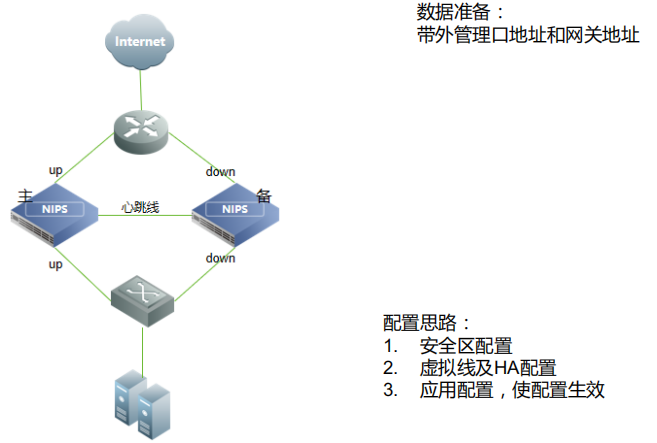 数据准备：
带外管理口地址和网关地址
Internet
up
down
主
备
NIPS
心跳线
NIPS
up
down
配置思路：
1. 安全区配置
2. 虚拟线及HA配置
3. 应用配置，使配置生效